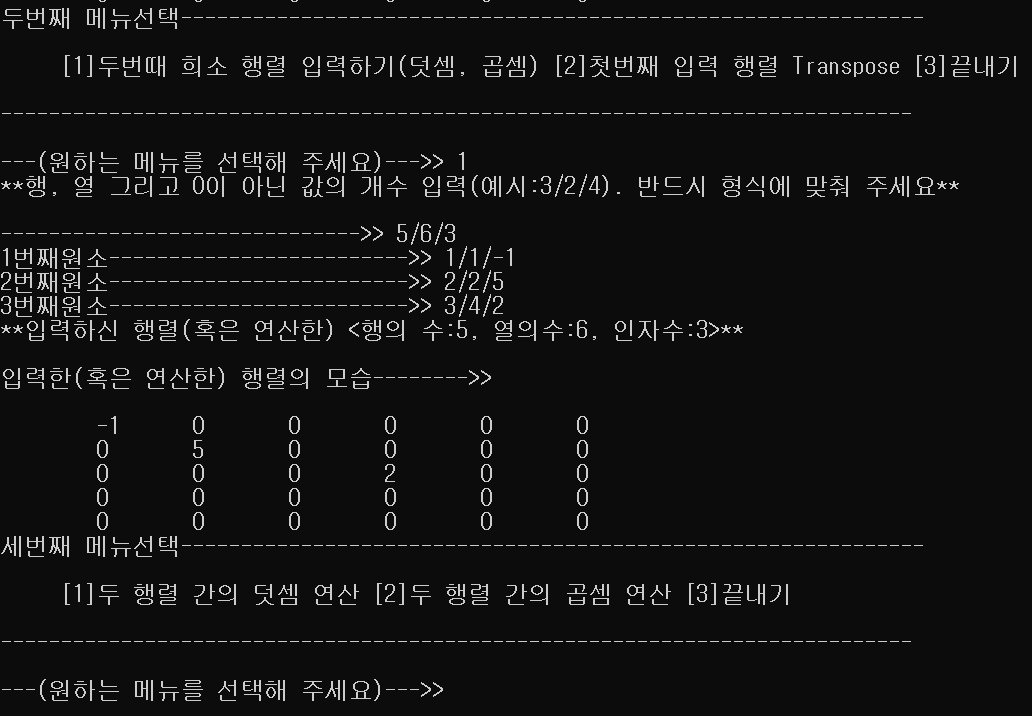 두번째 메뉴선택--------------------------------------------------------------
[1]두번때 희소 행렬 입력하기(덧셈, 곱셈) [2]첫번째 입력 행렬 Transpose [3]끝내기
----------------------------------------------------------------------------
---(원하는 메뉴를 선택해 주세요)--->> 1
**행, 열 그리고 0이 아닌 값의 개수 입력(예시:3/2/4). 반드시 형식에 맞춰 주세요**
------------------------------>> 5/6/3
1번째원소------------------------->> 1/1/-1
2번째원소------------------------->> 2/2/5
3번째원소------------------------->> 3/4/2
**입력하신 행렬(혹은 연산한) <행의 수:5, 열의수:6, 인자수:3>**
입력한(혹은 연산한) 행렬의 모습-------->>
-1 0 0 0 0 0
0 5 0 0 0 0
0 0 0 2 0 0
0 0 0 0 0 0
0 0 0 0 0 0
세번째 메뉴선택--------------------------------------------------------------
[1]두 행렬 간의 덧셈 연산 [2]두 행렬 간의 곱셈 연산 [3]끝내기
----------------------------------------------------------------------------
---(원하는 메뉴를 선택해 주세요)--->>